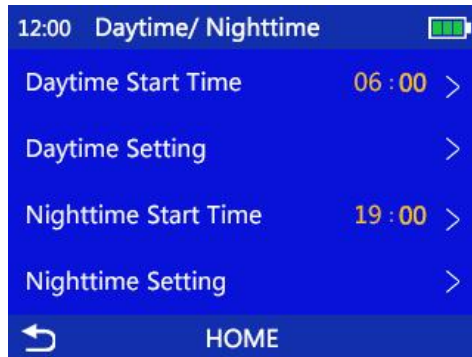 12:00 Daytime/ Nighttime
Daytime Start Time 06:00 >
Daytime Setting >
Nighttime Start Time 19:00 >
Nighttime Setting >
HOME